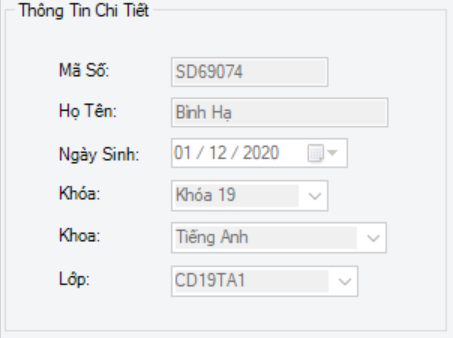 Thông Tin Chi Tiết
Mã Số: SD69074
Họ Tên: Bình Hạ
Ngày Sinh: 01 / 12 / 2020
Khóa: Khóa 19
Khoa: Tiếng Anh
Lớp: CD19TA1